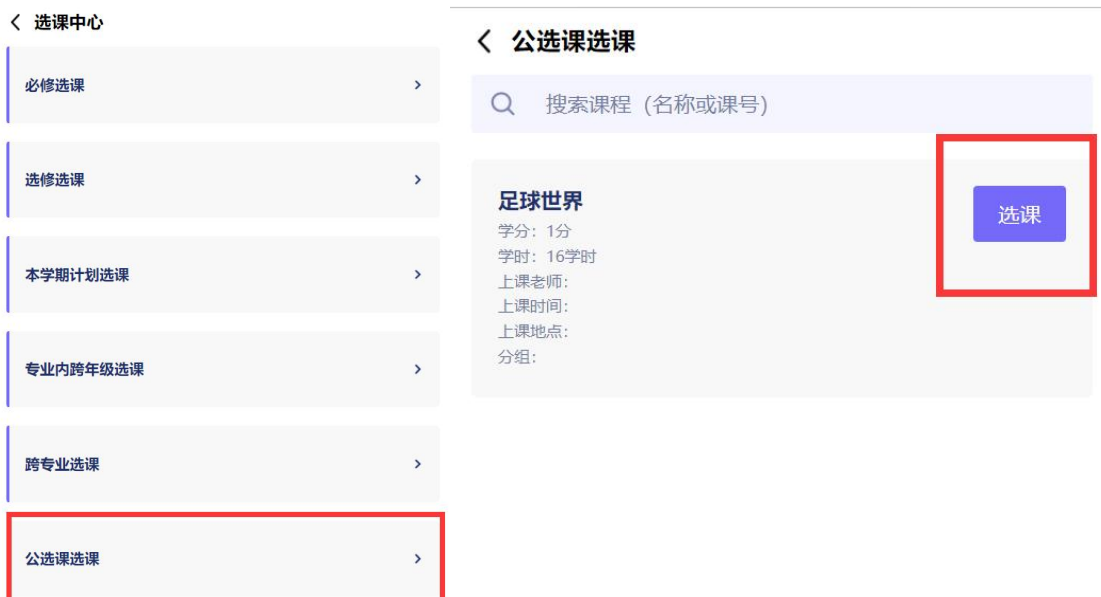 选课中心
必修选课
选修选课
本学期计划选课
专业内跨年级选课
跨专业选课
公选课选课
公选课选课
搜索课程（名称或课号）
足球世界
选课
学分：1分
学时：16学时
上课老师：
上课时间：
上课地点：
分组：